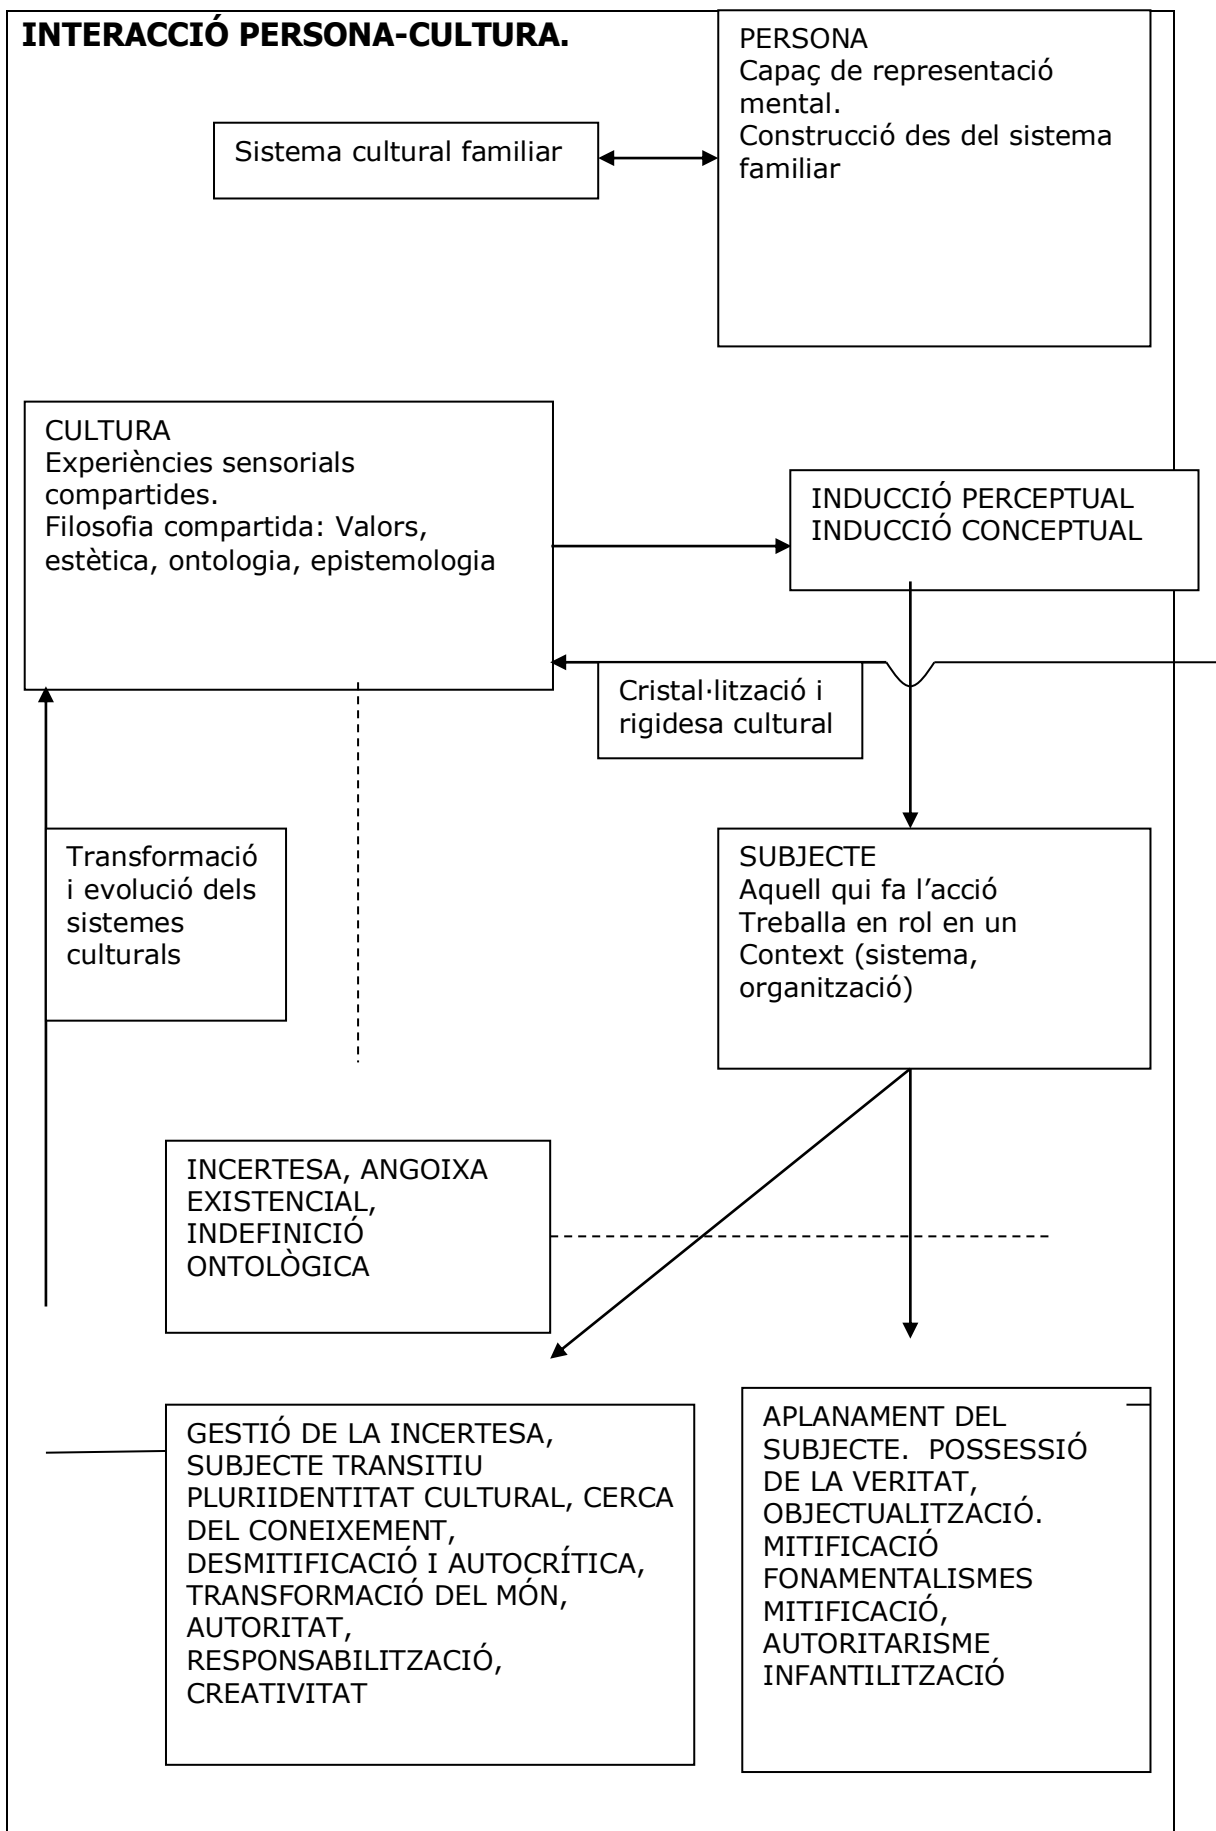 INTERACCIÓ PERSONA-CULTURA.
PERSONA
Capaç de representació
mental.
Construcció des del sistema
familiar
Sistema cultural familiar
CULTURA
Experiències sensorials
compartides.
Filosofia compartida: Valors,
estètica, ontologia, epistemologia
INDUCCIÓ PERCEPTUAL
INDUCCIÓ CONCEPTUAL
Cristal·lització i
rigidesa cultural
Transformació
i evolució dels
sistemes
culturals
SUBJECTE
Aquell qui fa l’acció
Treballa en rol en un
Context (sistema,
organització)
INCERTESA, ANGOIXA
EXISTENCIAL,
INDEFINICIÓ
ONTOLÒGICA
GESTIÓ DE LA INCERTESA,
SUBJECTE TRANSITIU
PLURIIDENTITAT CULTURAL, CERCA
DEL CONEIXEMENT,
DESMITIFICACIÓ I AUTOCRÍTICA,
TRANSFORMACIÓ DEL MÓN,
AUTORITAT,
RESPONSABILITZACIÓ,
CREATIVITAT
APLANAMENT DEL
SUBJECTE.  POSSESSIÓ
DE LA VERITAT,
OBJECTUALITZACIÓ.
MITIFICACIÓ
FONAMENTALISMES
MITIFICACIÓ,
AUTORITARISME
INFANTILITZACIÓ